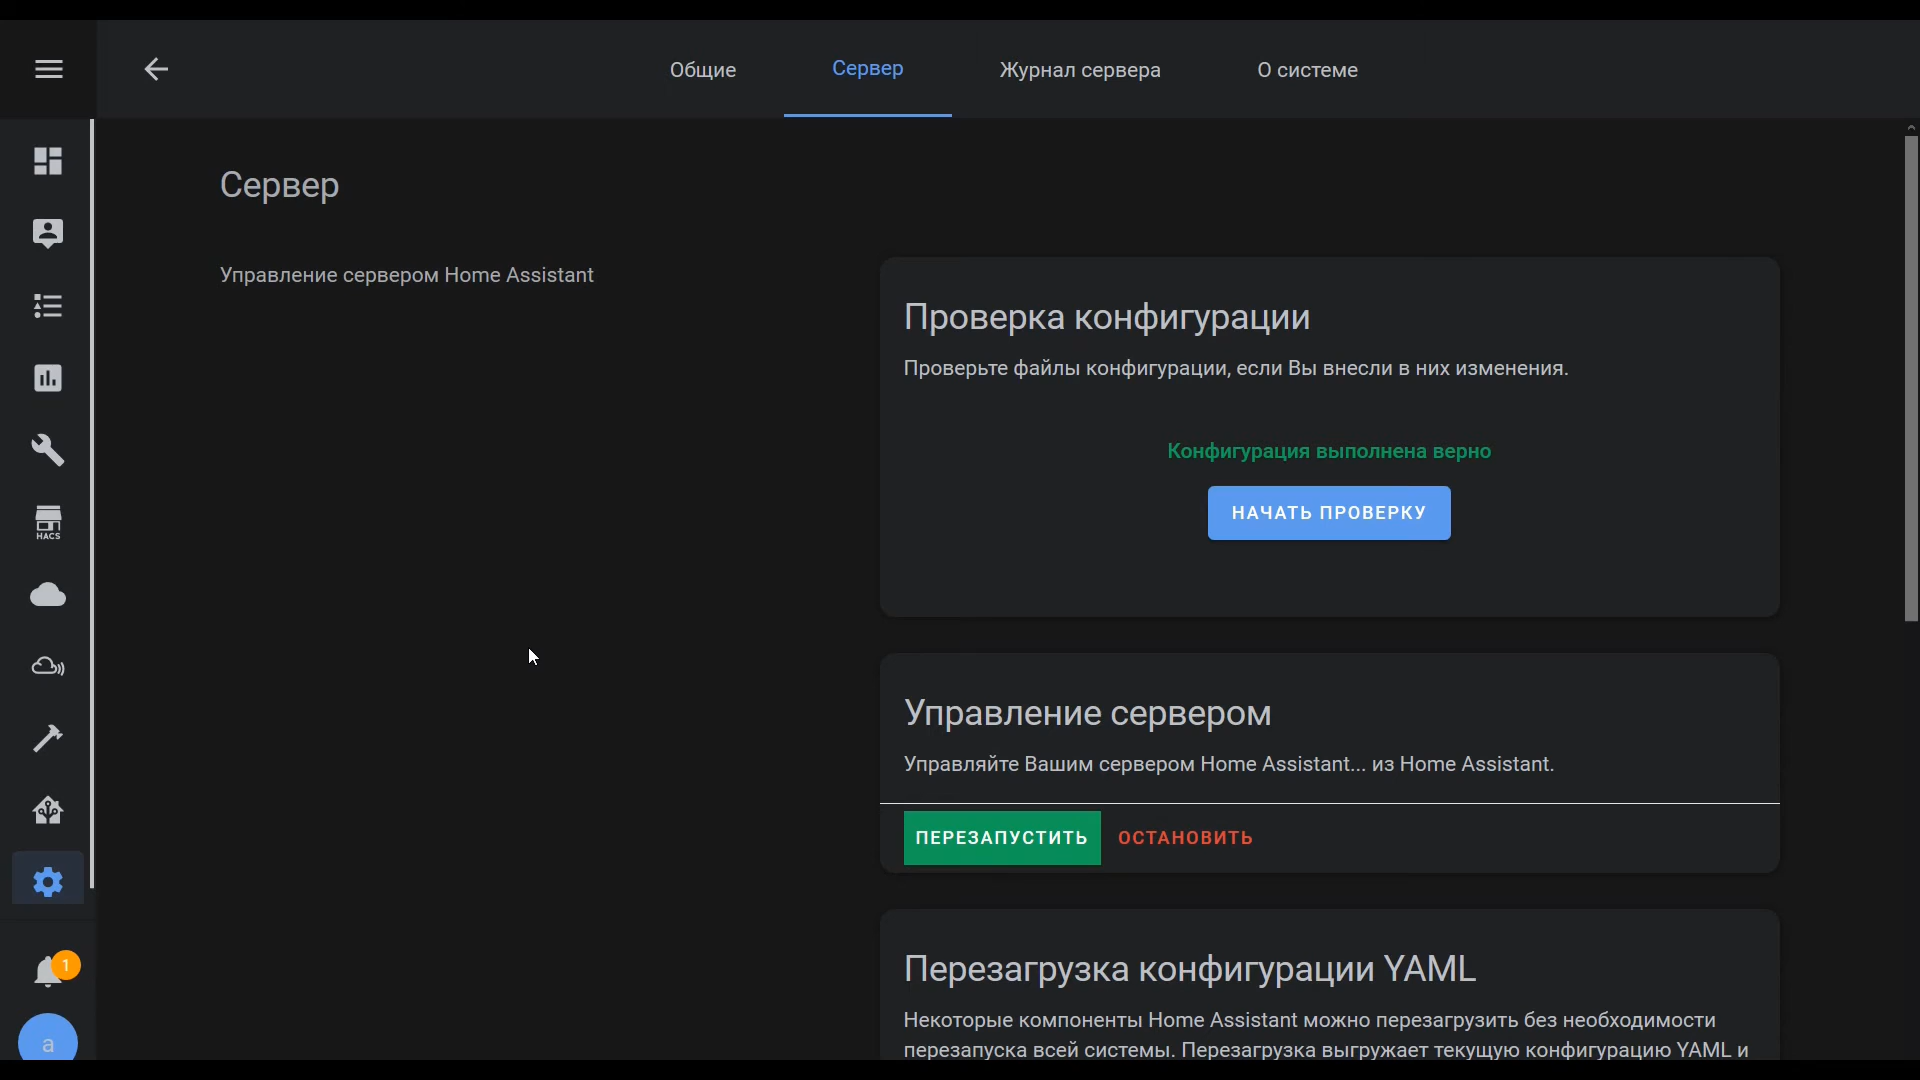 Общие
Сервер
Журнал сервера
О системе
Сервер
Управление сервером Home Assistant
Проверка конфигурации
Проверьте файлы конфигурации, если Вы внесли в них изменения.
Конфигурация выполнена верно
НАЧАТЬ ПРОВЕРКУ
HACS
Управление сервером
Управляйте Вашим сервером Home Assistant... из Home Assistant.
ПЕРЕЗАПУСТИТЬ
ОСТАНОВИТЬ
1
a
Перезагрузка конфигурации YAML
Некоторые компоненты Home Assistant можно перезагрузить без необходимости
перезапуска всей системы. Перезагрузка выгружает текущую конфигурацию YAML и